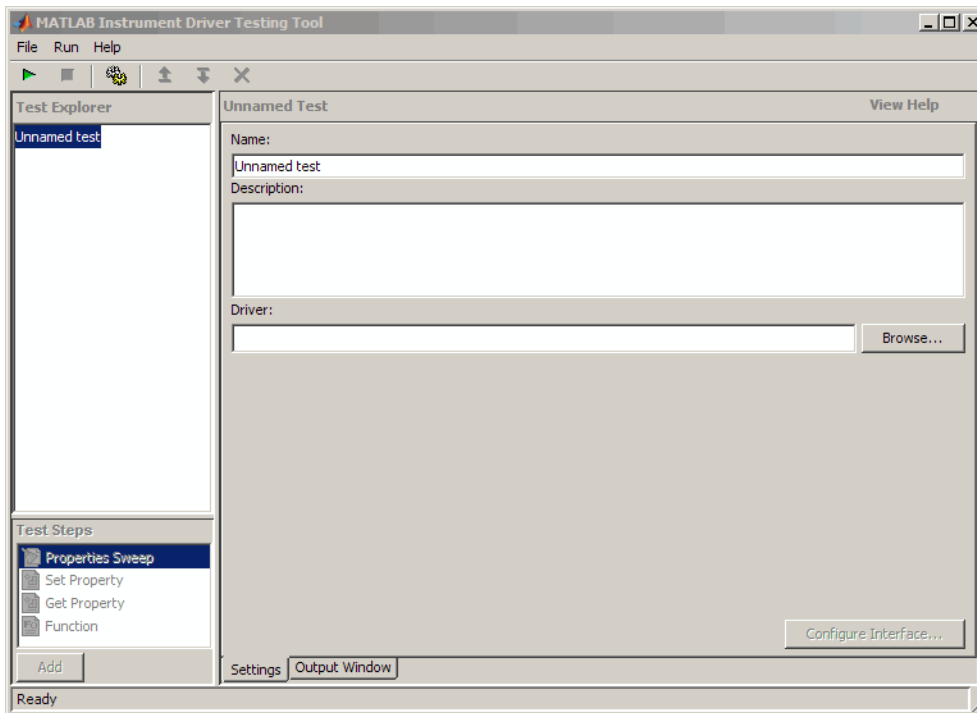 MATLAB Instrument Driver Testing Tool
File Run Help
Test Explorer
Unnamed test
Unnamed Test View Help
Name:
Unnamed test
Description:
Driver:
Browse...
Test Steps
Properties Sweep
Set Property
Get Property
Function
Add
Configure Interface...
Settings Output Window
Ready